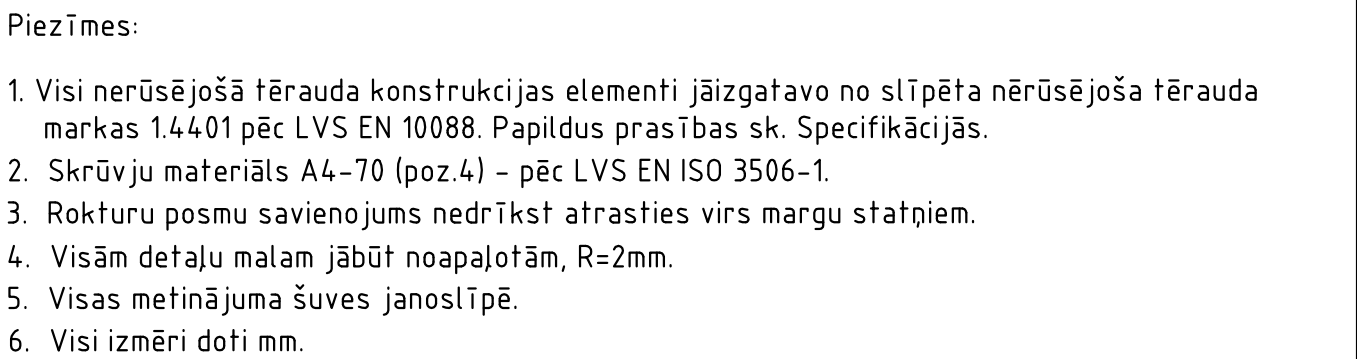 Piezīmes:
1. Visi nerūsējošā tērauda konstrukcijas elementi jāizgatavo no slīpēta nērūsējoša tērauda
markas 1.4401 pēc LVS EN 10088. Papildus prasības sk. Specifikācijās.
2. Skrūvju materiāls A4-70 (poz.4) - pēc LVS EN ISO 3506-1.
3. Rokturu posmu savienojums nedrīkst atrasties virs margu statņiem.
4. Visām detaļu malam jābūt noapaļotām, R=2mm.
5. Visas metinājuma šuves janoslīpē.
6. Visi izmēri doti mm.